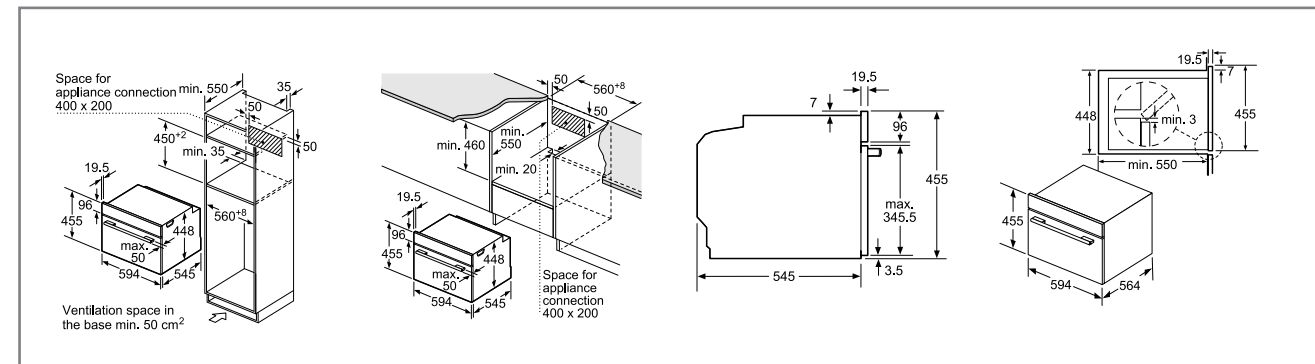 Space for
appliance connection
400 x 200
min. 550
35
50
450+2
50
min. 35
19.5
96
455
560+8
448
max.
50
594
545
Ventilation space in
the base min. 50 cm²
50
560+8
50
min.
550
min. 460
min. 20
19.5
96
455
448
max.
50
594
545
Space for
appliance
connection
400 x 200
19.5
7
96
455
max.
345.5
545
3.5
19.5
7
448
455
min. 3
min. 550
455
594
564